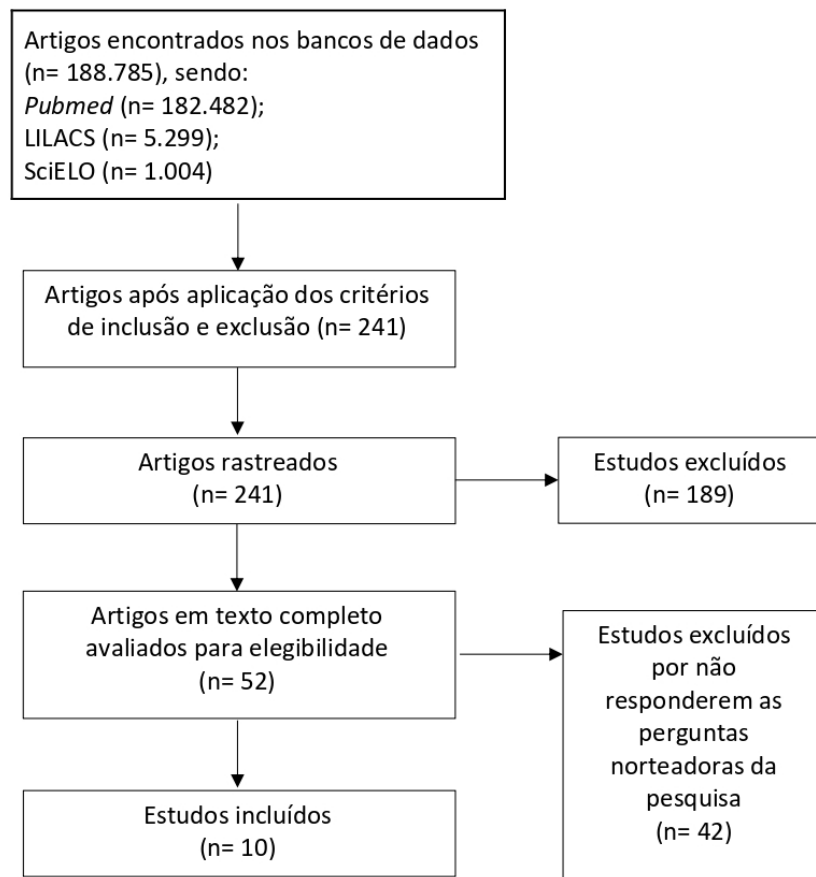 Artigos encontrados nos bancos de dados
(n= 188.785), sendo:
Pubmed (n= 182.482);
LILACS (n= 5.299);
SciELO (n= 1.004)
Artigos após aplicação dos critérios
de inclusão e exclusão (n= 241)
Artigos rastreados
(n= 241)
Estudos excluídos
(n= 189)
Artigos em texto completo
avaliados para elegibilidade
(n= 52)
Estudos excluídos
por não
responderem as
perguntas
norteadoras da
pesquisa
(n= 42)
Estudos incluídos
(n= 10)